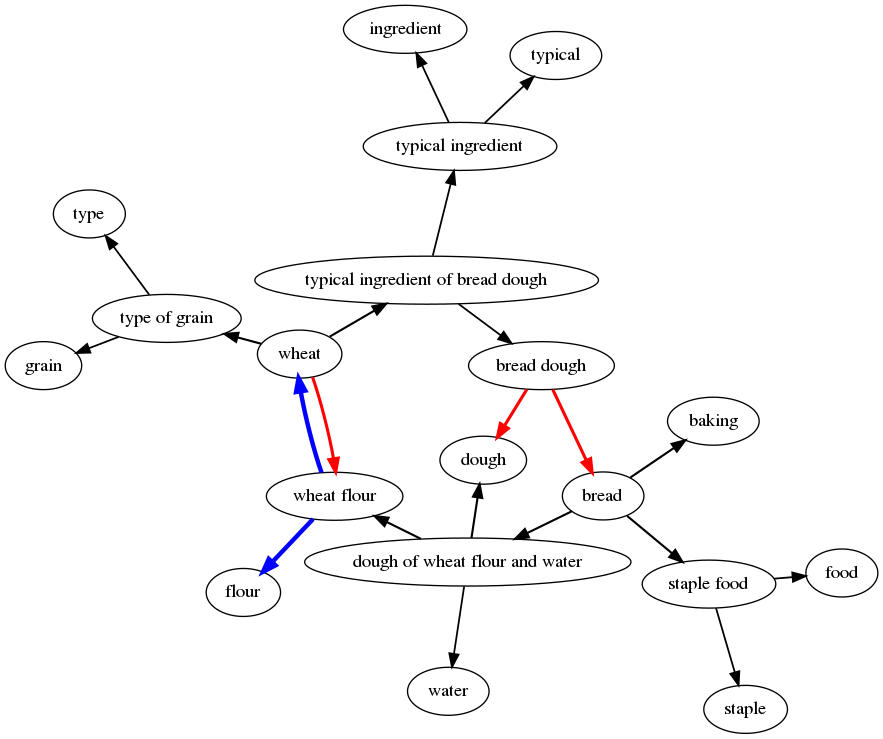 ingredient
typical
typical ingredient
type
typical ingredient of bread dough
type of grain
wheat
grain
bread dough
baking
dough
wheat flour
bread
dough of wheat flour and water
food
staple food
flour
water
staple